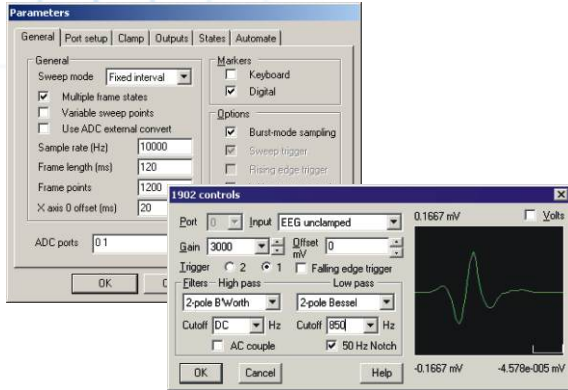 Parameters
General Port setup Clamp Outputs States Automate
General
Sweep mode Fixed interval
Multiple frame states
Variable sweep points
Use ADC external convert
Sample rate (Hz) 10000
Frame length (ms) 120
Frame points 1200
X axis 0 offset (ms) 20
ADC ports 0 1
Markers
Keyboard
Digital
Options
Burst-mode sampling
Sweep trigger
Rising edge trigger
OK
1902 controls
Port 0 Input EEG unclamped
Gain 3000 Offset mV 0
Trigger 2 1 Falling edge trigger
Filters High pass Low pass
2-pole B'Worth 2-pole Bessel
Cutoff DC Hz Cutoff 850 Hz
AC couple 50 Hz Notch
OK Cancel Help
0.1667 mV Volts
-0.1667 mV -4.578e-005 mV